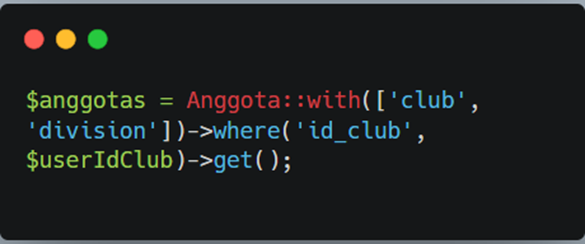 $anggotas = Anggota::with(['club',
'division'])->where('id_club',
$userIdClub)->get();